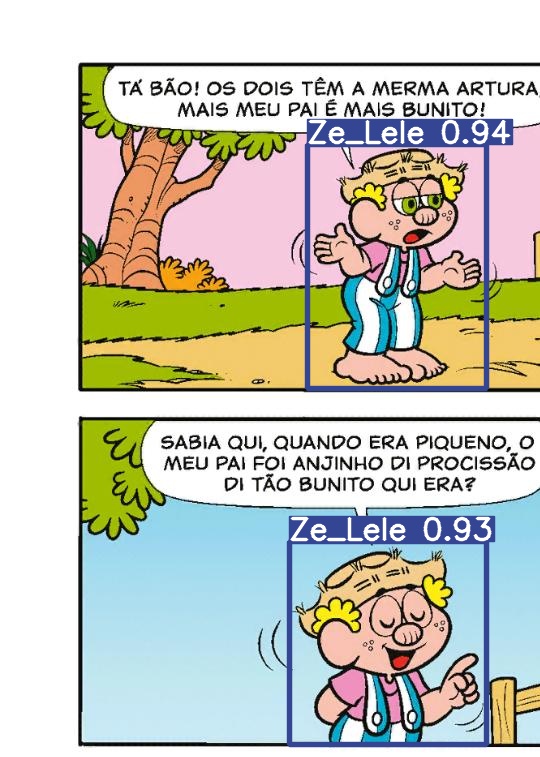 TÁ BÃO! OS DOIS TÊM A MERMA ARTURA,
MAIS MEU PAI É MAIS BUNITO!
Ze_Lele 0.94
SABIA QUI, QUANDO ERA PIQUENO, O
MEU PAI FOI ANJINHO DI PROCISSÃO
DI TÃO BUNITO QUI ERA?
Ze_Lele 0.93